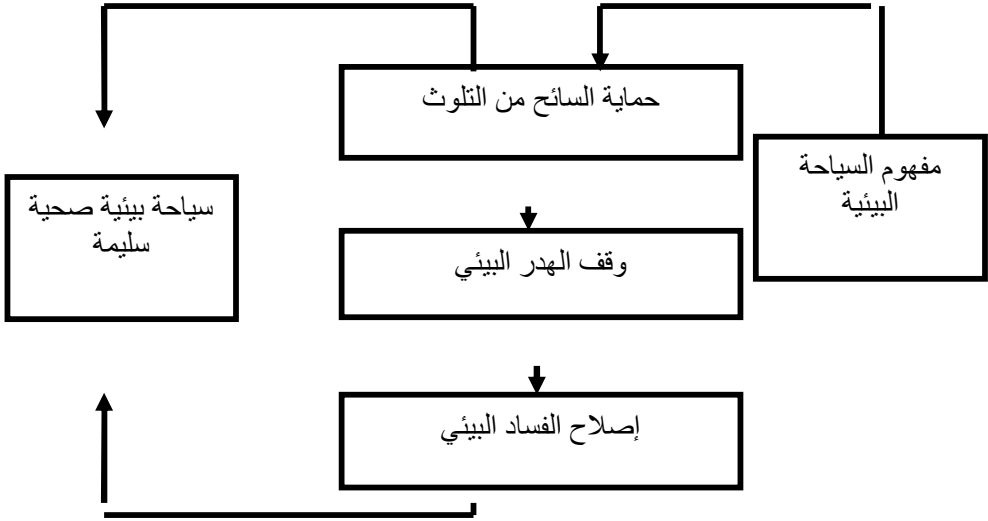 حماية السائح من التلوث
مفهوم السياحة
البيئية
سياحة بيئية صحية
سليمة
وقف الهدر البيئي
إصلاح الفساد البيئي